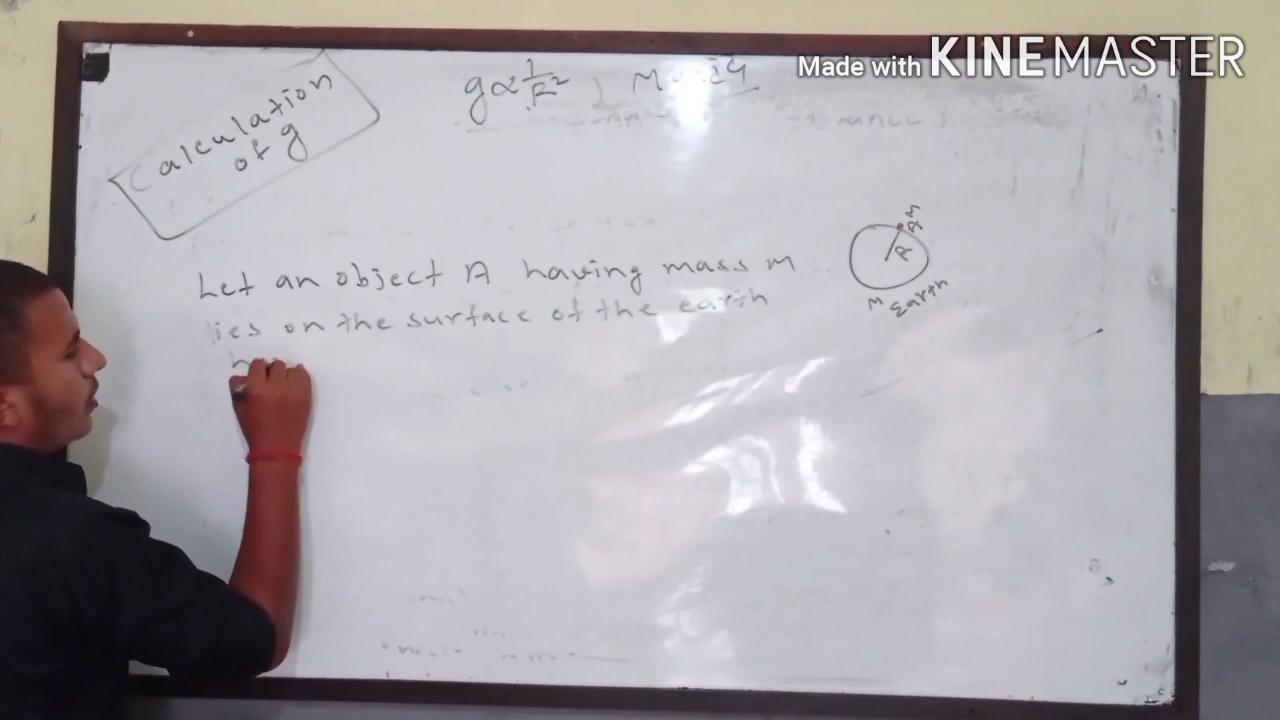 Made with KINEMASTER
Calculation
of g
g∝1/R²
Let an object A having mass m
lies on the surface of the earth
R
A
M
Earth